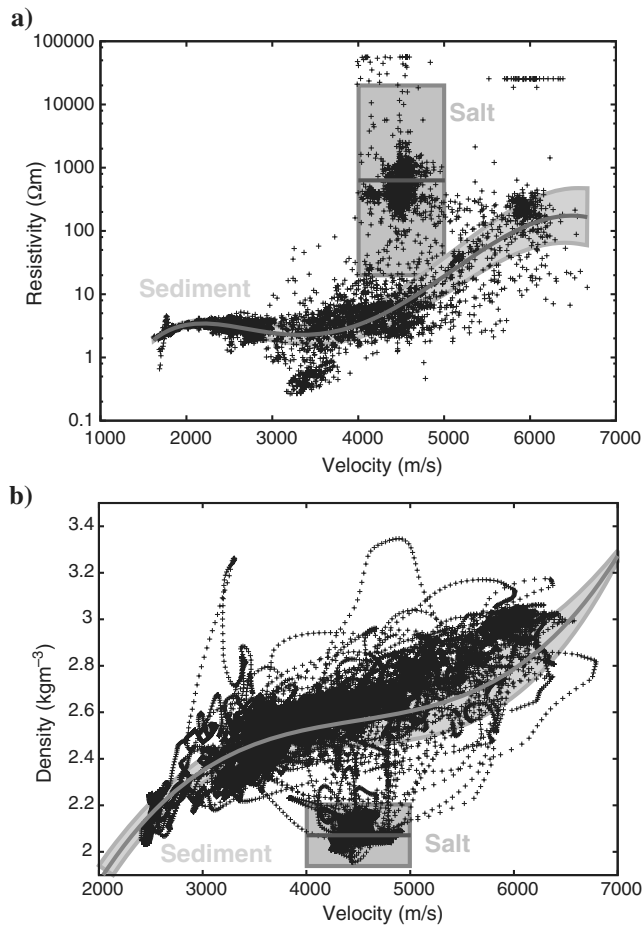 a)
100000
10000
1000
100
10
1
0.1
Resistivity (Ωm)
Salt
Sediment
1000 2000 3000 4000 5000 6000 7000
Velocity (m/s)
b)
3.4
3.2
3
2.8
2.6
2.4
2.2
2
Density (kgm⁻³)
Sediment
Salt
2000 3000 4000 5000 6000 7000
Velocity (m/s)